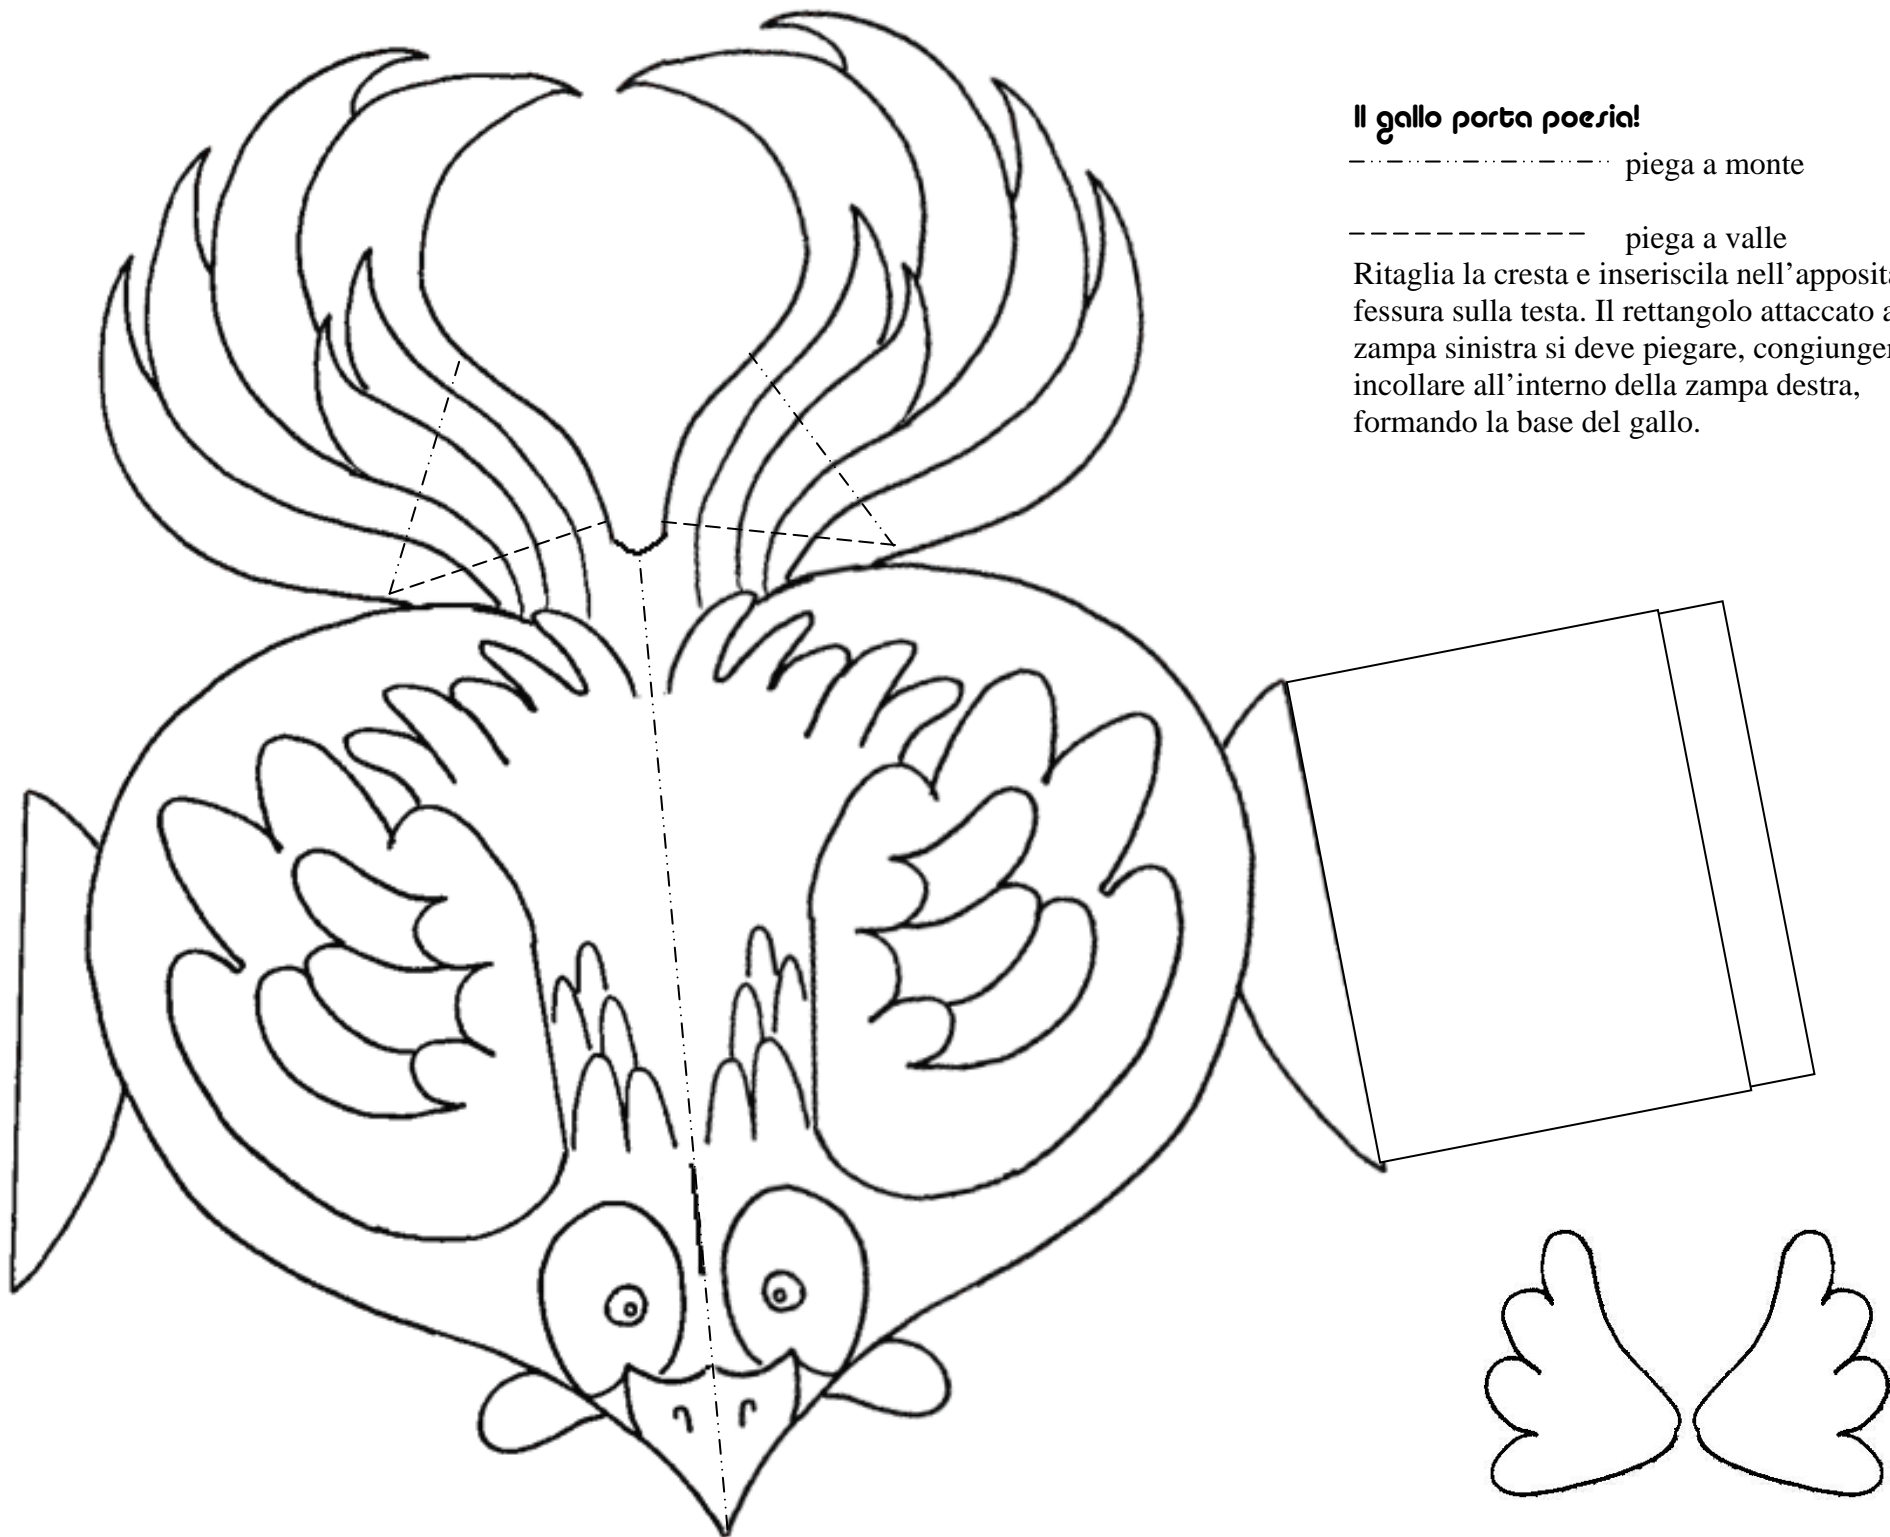 Il gallo porta poesia!
piega a monte
piega a valle
Ritaglia la cresta e inseriscila nell’apposita
fessura sulla testa. Il rettangolo attaccato a
zampa sinistra si deve piegare, congiunger
incollare all’interno della zampa destra,
formando la base del gallo.